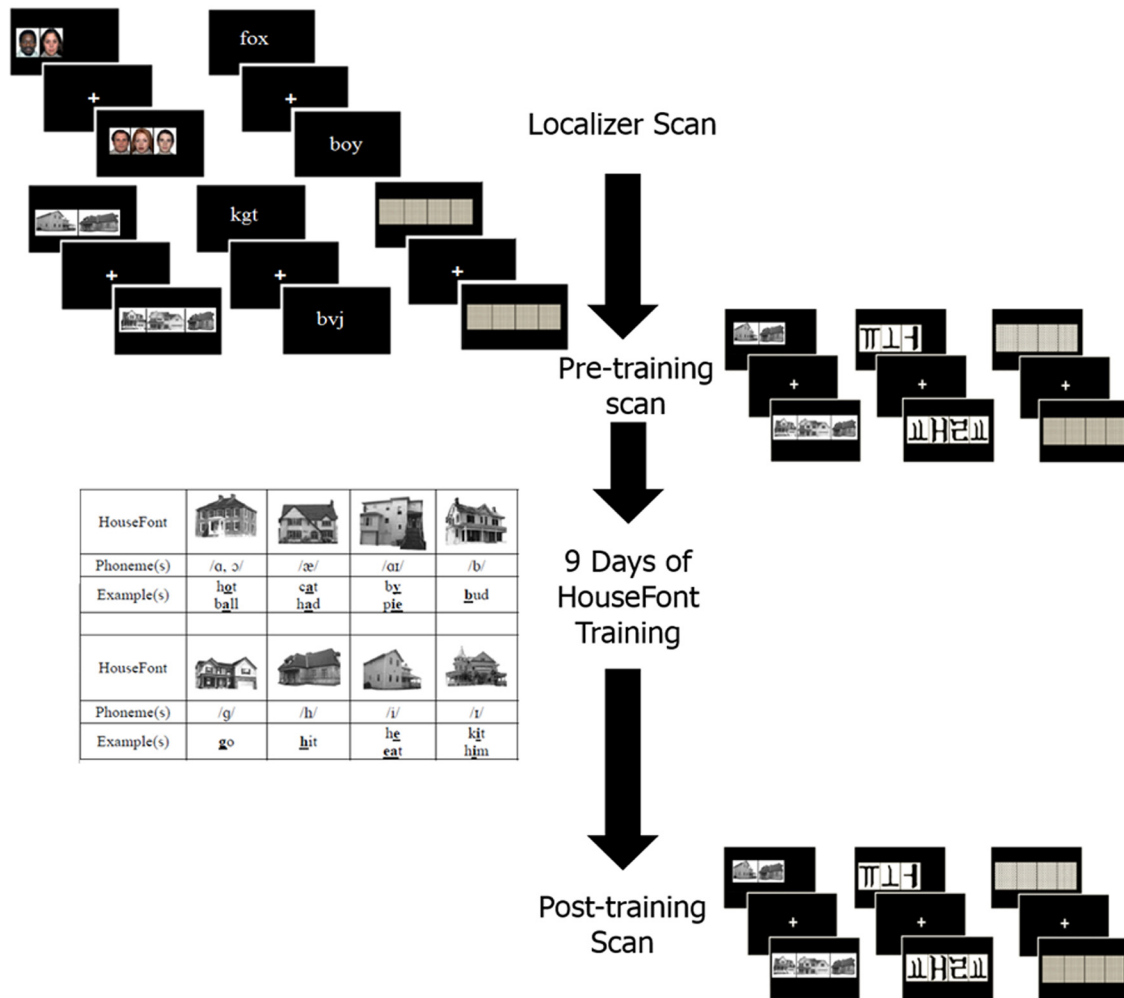 fox
+
+
boy
Localizer Scan
kgt
+
+
+
bvj
Pre-training
scan
+
+
+
HouseFont
Phoneme(s) /ɑ, ɔ/ /æ/ /ɑɪ/ /b/
Example(s) hot cat by bud
ball had pie
HouseFont
Phoneme(s) /g/ /h/ /i/ /ɪ/
Example(s) go hit he kit
eat him
9 Days of
HouseFont
Training
Post-training
Scan
+
+
+